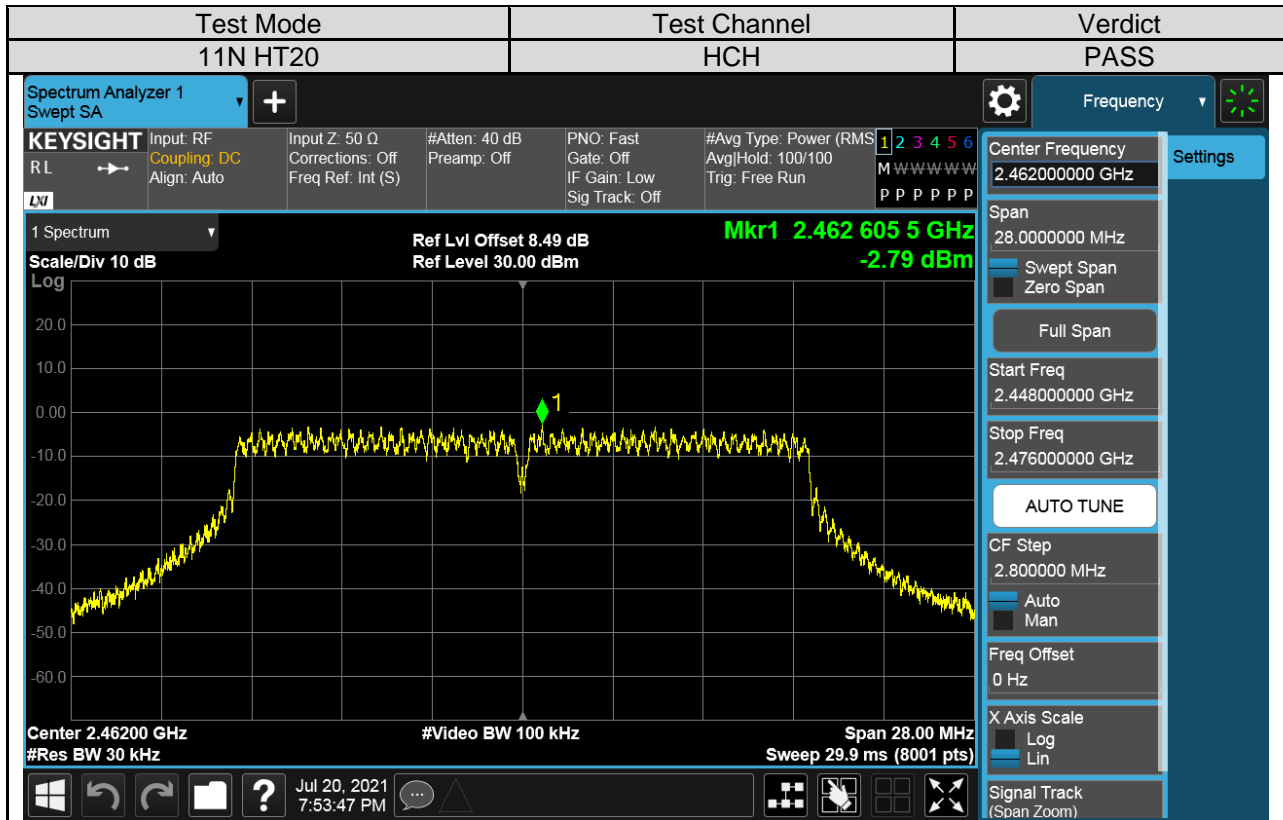 Test Mode Test Channel Verdict
11N HT20 HCH PASS
Spectrum Analyzer 1
Swept SA
Frequency
KEYSIGHT
RL
LXI
Input: RF
Coupling: DC
Align: Auto
Input Z: 50 Ω
Corrections: Off
Freq Ref: Int (S)
#Atten: 40 dB
Preamp: Off
PNO: Fast
Gate: Off
IF Gain: Low
Sig Track: Off
#Avg Type: Power (RMS
Avg|Hold: 100/100
Trig: Free Run
1 2 3 4 5 6
M W W W W W
P P P P P P
1 Spectrum
Scale/Div 10 dB
Log
Ref Lvl Offset 8.49 dB
Ref Level 30.00 dBm
Mkr1 2.462 605 5 GHz
-2.79 dBm
20.0
10.0
0.00
-10.0
-20.0
-30.0
-40.0
-50.0
-60.0
1
Center 2.46200 GHz
#Res BW 30 kHz
#Video BW 100 kHz
Span 28.00 MHz
Sweep 29.9 ms (8001 pts)
Center Frequency
2.462000000 GHz
Settings
Span
28.0000000 MHz
Swept Span
Zero Span
Full Span
Start Freq
2.448000000 GHz
Stop Freq
2.476000000 GHz
AUTO TUNE
CF Step
2.800000 MHz
Auto
Man
Freq Offset
0 Hz
X Axis Scale
Log
Lin
Signal Track
(Span Zoom)
?
Jul 20, 2021
7:53:47 PM